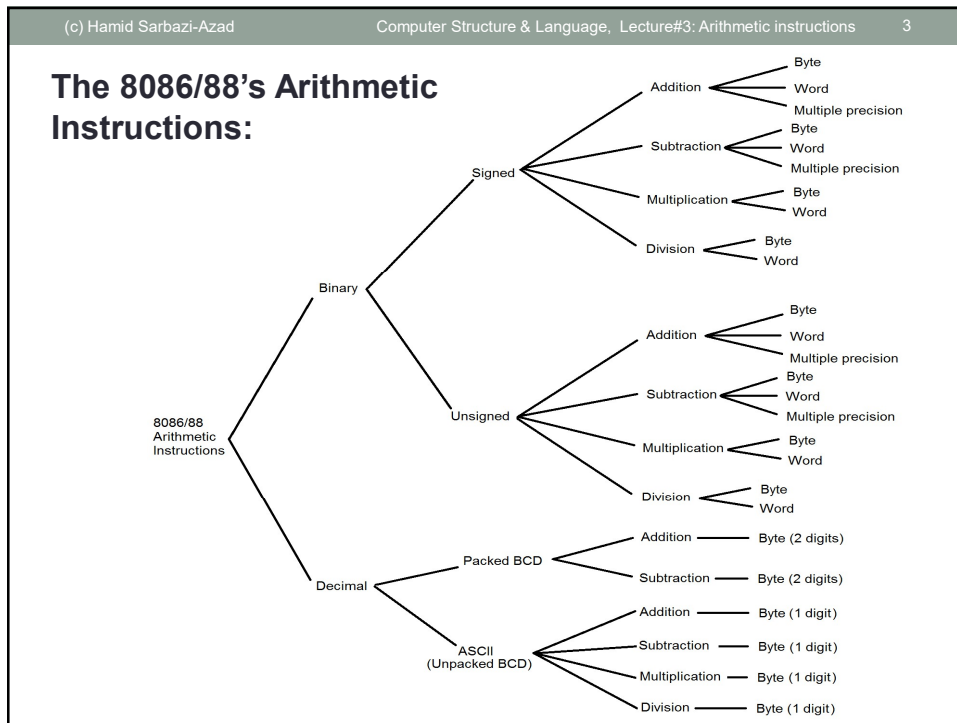 (c) Hamid Sarbazi-Azad
Computer Structure & Language, Lecture#3: Arithmetic instructions
3
The 8086/88's Arithmetic
Instructions:
8086/88
Arithmetic
Instructions
Binary
Signed
Addition
Byte
Word
Multiple precision
Subtraction
Byte
Word
Multiple precision
Multiplication
Byte
Word
Division
Byte
Word
Unsigned
Addition
Byte
Word
Multiple precision
Subtraction
Byte
Word
Multiple precision
Multiplication
Byte
Word
Division
Byte
Word
Decimal
Packed BCD
Addition
Byte (2 digits)
Subtraction
Byte (2 digits)
ASCII
(Unpacked BCD)
Addition
Byte (1 digit)
Subtraction
Byte (1 digit)
Multiplication
Byte (1 digit)
Division
Byte (1 digit)